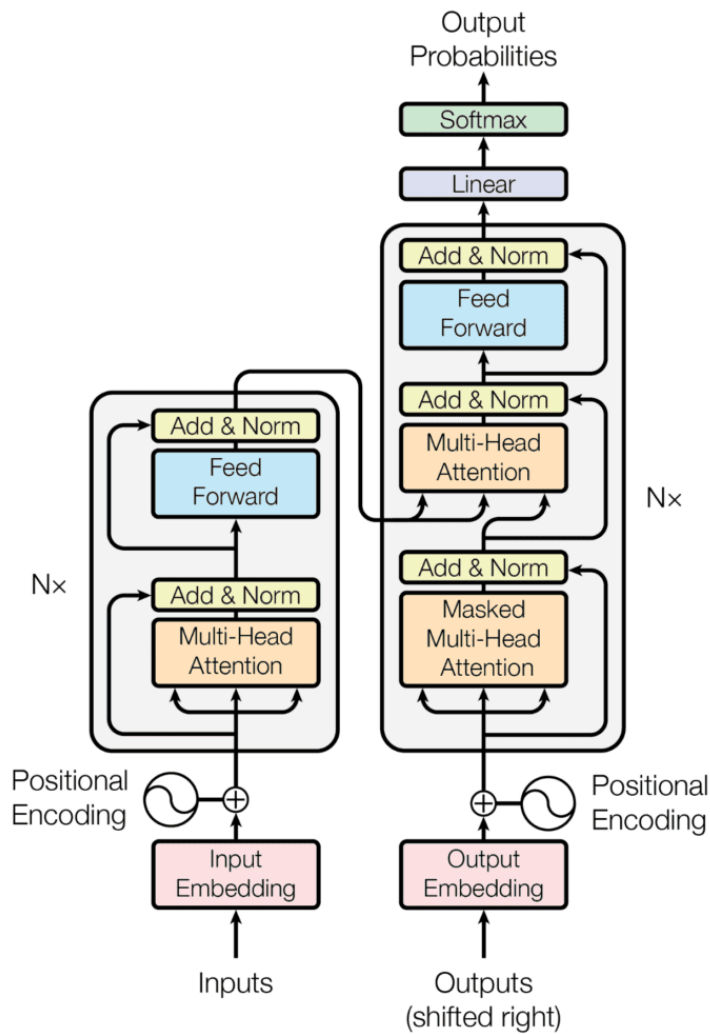 Output
Probabilities
Softmax
Linear
Add & Norm
Feed
Forward
Add & Norm
Multi-Head
Attention
Add & Norm
Masked
Multi-Head
Attention
N×
Add & Norm
Feed
Forward
Add & Norm
Multi-Head
Attention
N×
Positional
Encoding
Positional
Encoding
Input
Embedding
Output
Embedding
Inputs
Outputs
(shifted right)